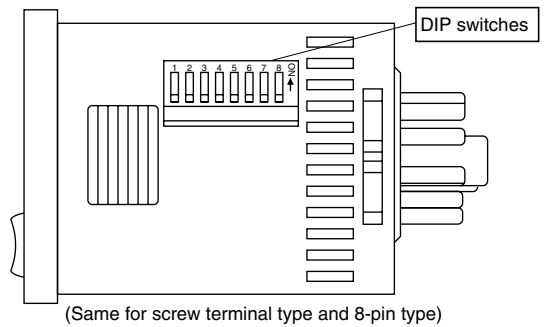 DIP switches
1 2 3 4 5 6 7 8 ON
(Same for screw terminal type and 8-pin type)